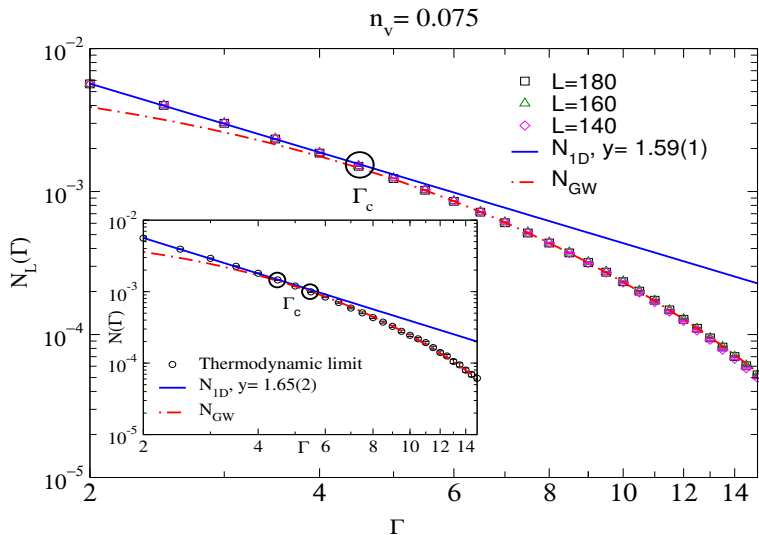 n_v = 0.075
10^-2
L=180
L=160
L=140
N_1D, y= 1.59(1)
N_GW
Γ_c
10^-3
N_L(Γ)
10^-4
10^-5
10^-2
10^-3
N(Γ)
10^-4
10^-5
Γ_c
Thermodynamic limit
N_1D, y= 1.65(2)
N_GW
2 4 Γ 6 8 10 12 14
2 4 6 8 10 12 14
Γ